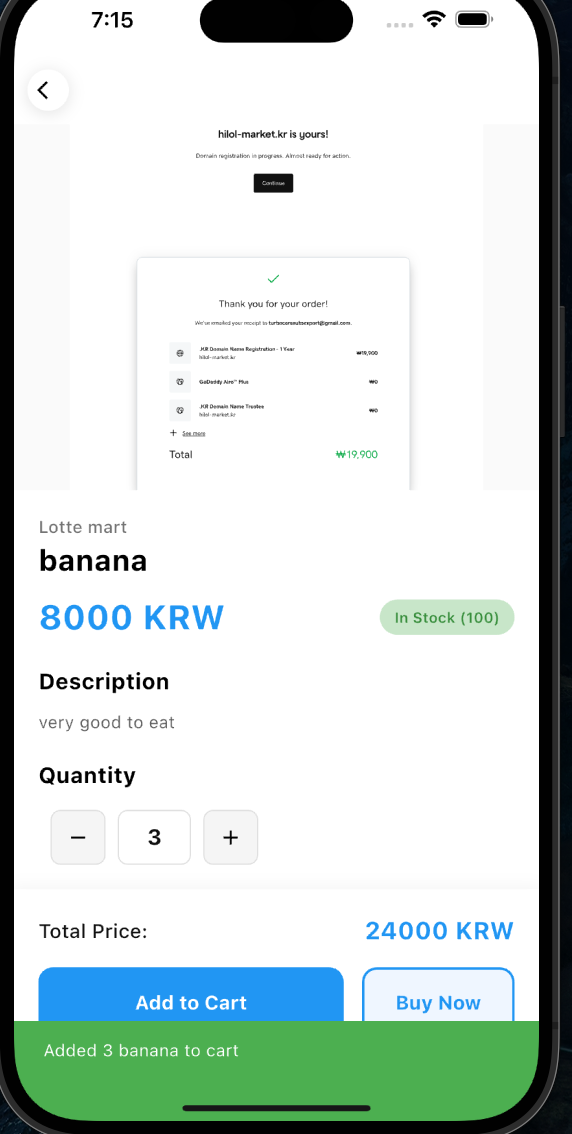 7:15
hilol-market.kr is yours!
Domain registration in progress. Almost ready for action.
Continue
Thank you for your order!
We've emailed your receipt to turbocarsautoexport@gmail.com.
.KR Domain Name Registration - 1 Year
hilol-market.kr
₩19,900
GoDaddy Airo™ Plus
₩0
.KR Domain Name Trustee
hilol-market.kr
₩0
+ See more
Total ₩19,900
Lotte mart
banana
8000 KRW
In Stock (100)
Description
very good to eat
Quantity
− 3 +
Total Price: 24000 KRW
Add to Cart Buy Now
Added 3 banana to cart